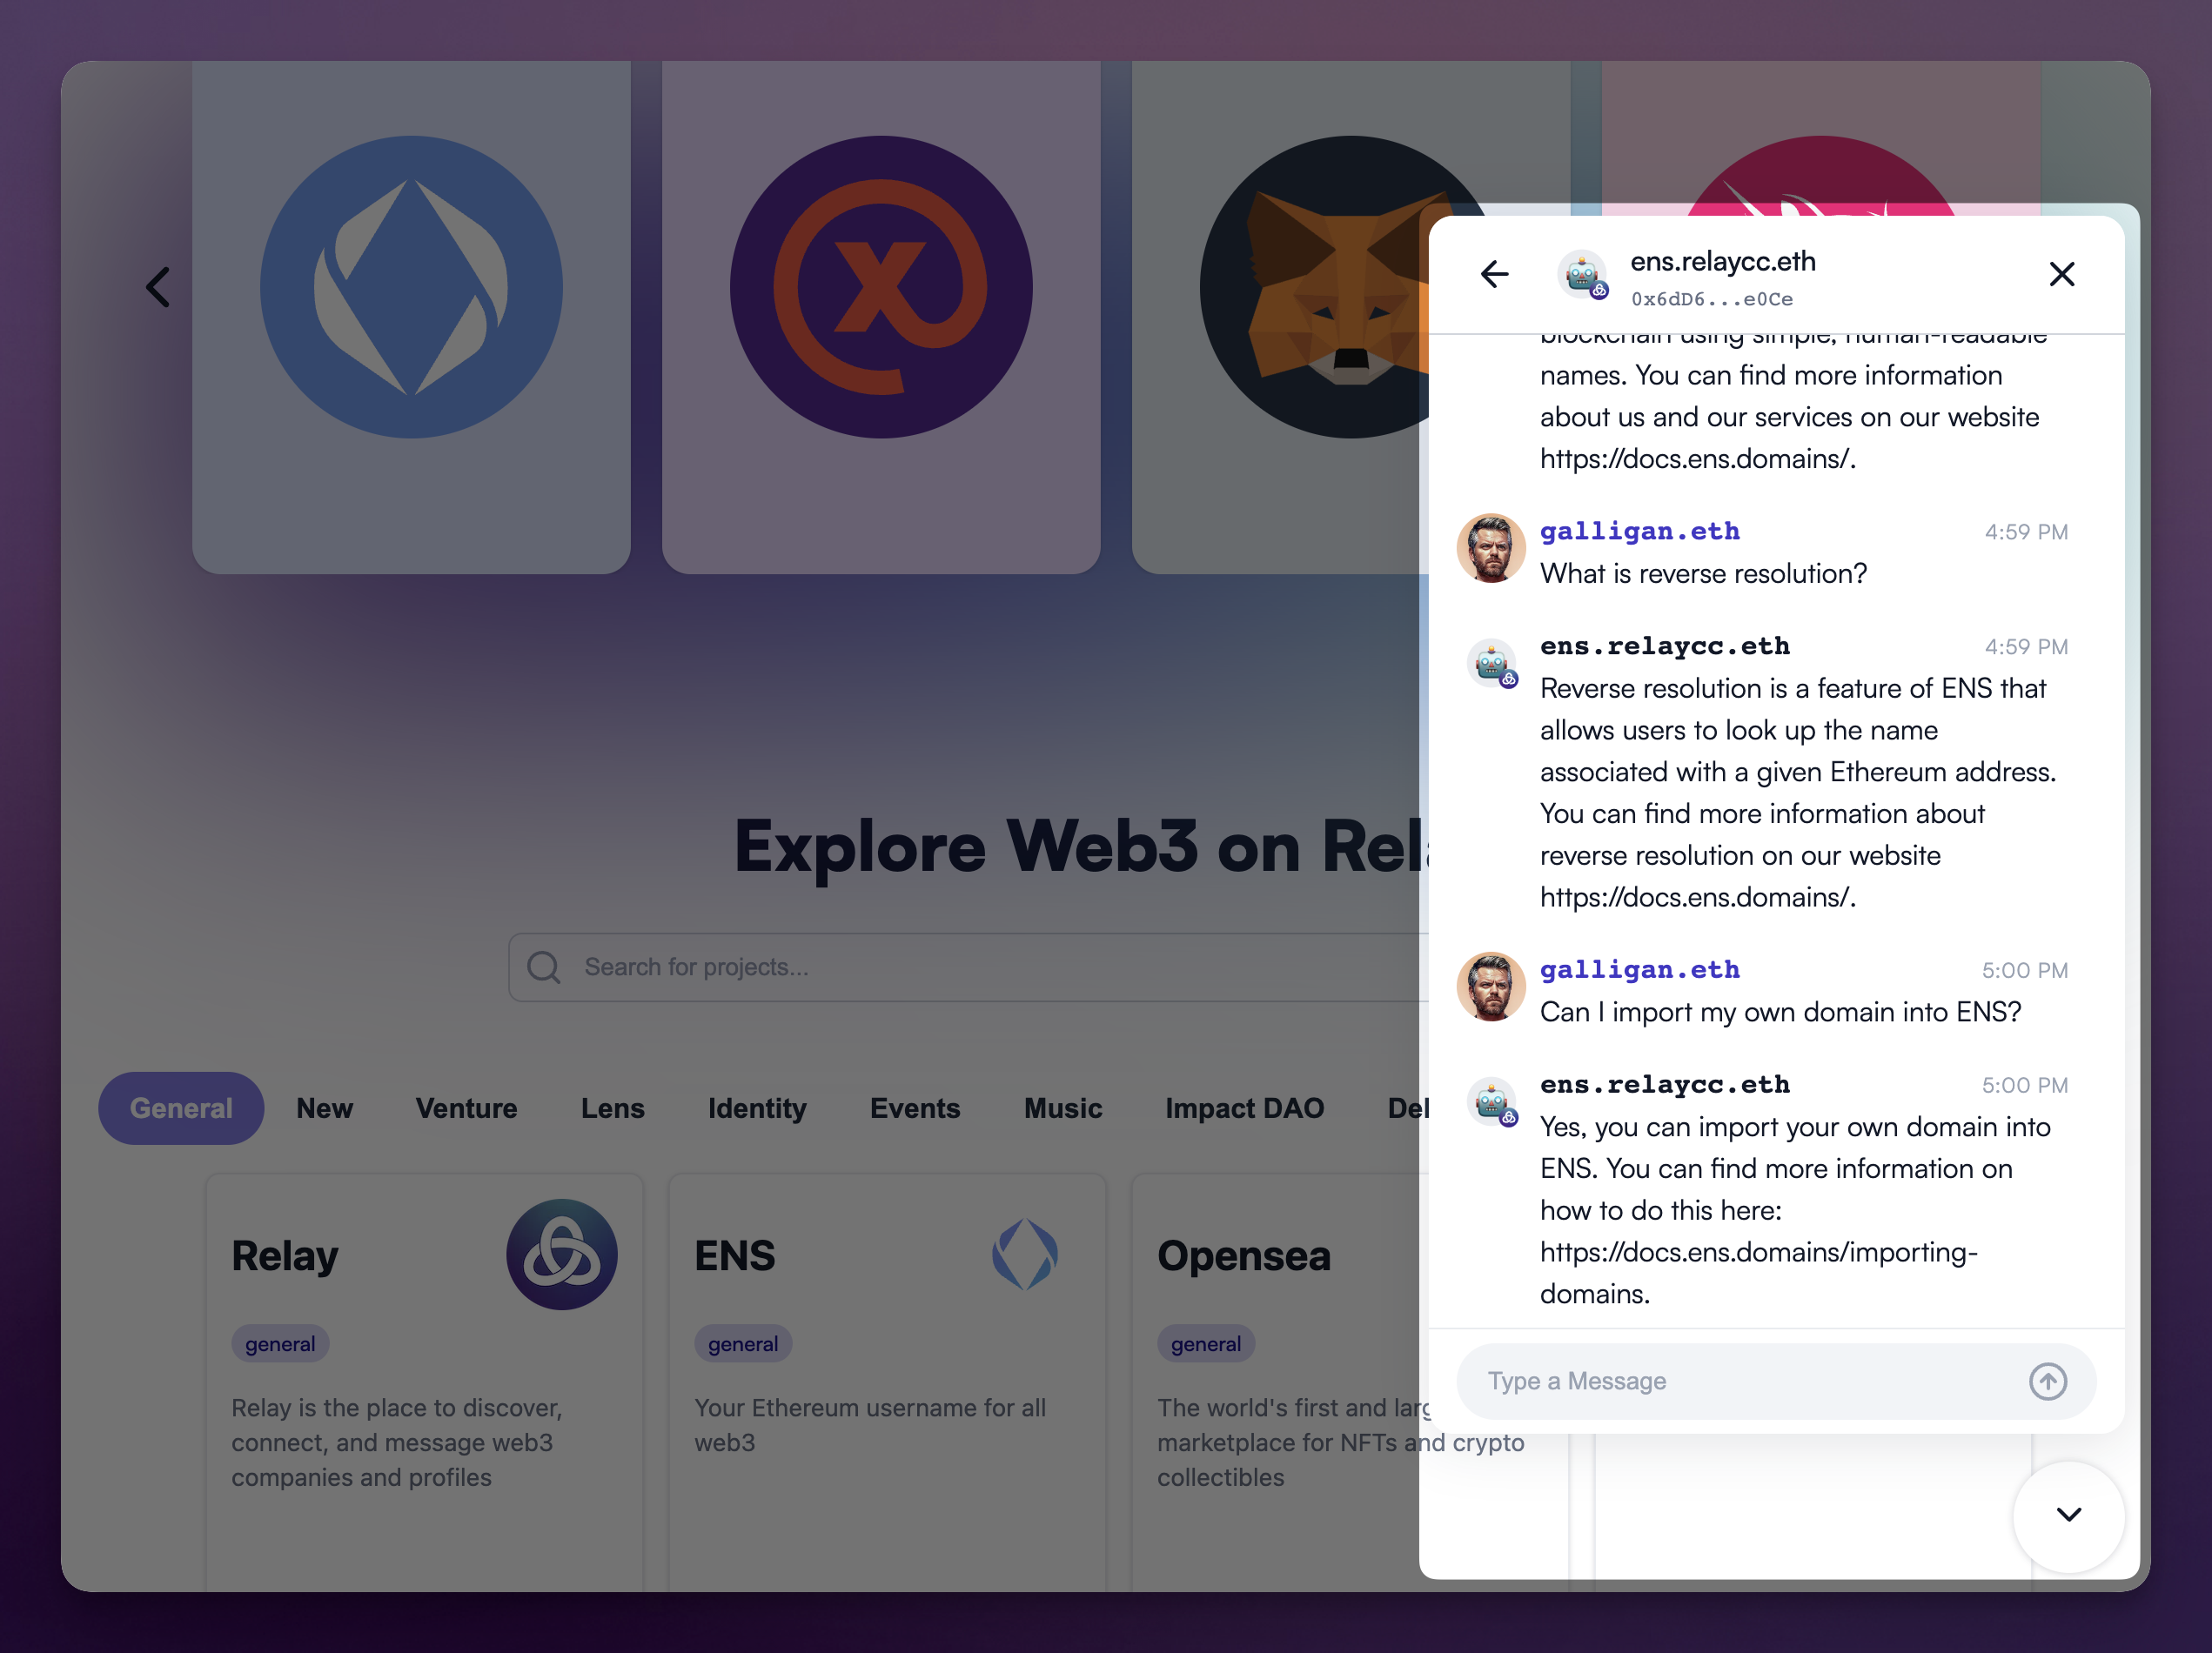 Explore Web3 on Rel
Search for projects...
General
New
Venture
Lens
Identity
Events
Music
Impact DAO
Relay
general
Relay is the place to discover,
connect, and message web3
companies and profiles
ENS
general
Your Ethereum username for all
web3
Opensea
general
The world's first and larg
marketplace for NFTs and crypto
collectibles
ens.relaycc.eth
0x6dD6...e0Ce
blockchain using simple, human-readable
names. You can find more information
about us and our services on our website
https://docs.ens.domains/.
galligan.eth 4:59 PM
What is reverse resolution?
ens.relaycc.eth 4:59 PM
Reverse resolution is a feature of ENS that
allows users to look up the name
associated with a given Ethereum address.
You can find more information about
reverse resolution on our website
https://docs.ens.domains/.
galligan.eth 5:00 PM
Can I import my own domain into ENS?
ens.relaycc.eth 5:00 PM
Yes, you can import your own domain into
ENS. You can find more information on
how to do this here:
https://docs.ens.domains/importing-
domains.
Type a Message